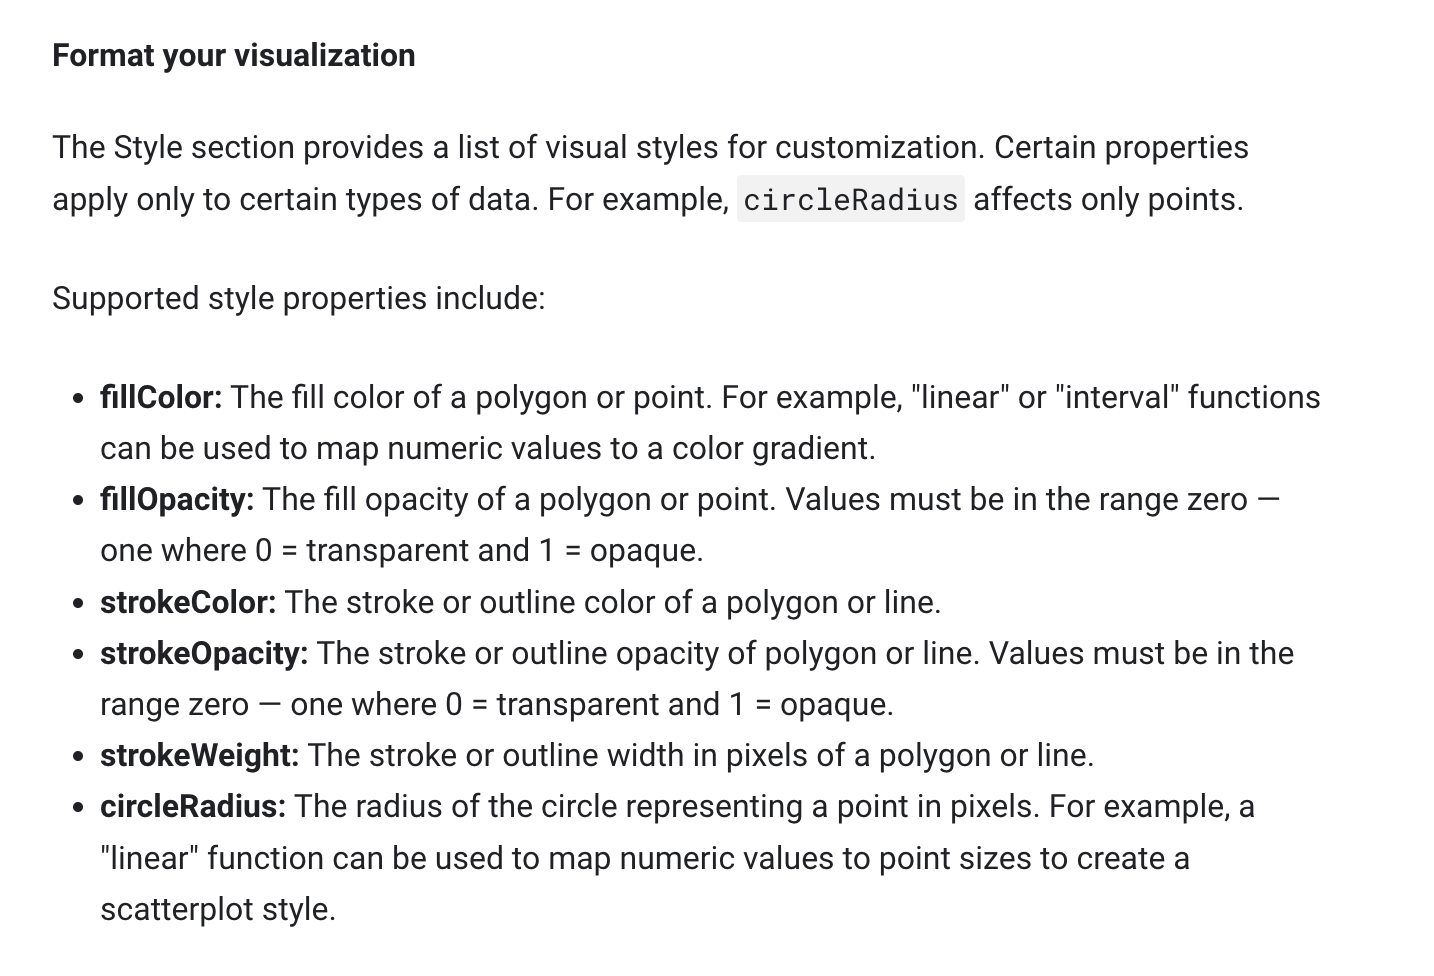 Format your visualization
The Style section provides a list of visual styles for customization. Certain properties
apply only to certain types of data. For example, circleRadius affects only points.
Supported style properties include:
• fillColor: The fill color of a polygon or point. For example, "linear" or "interval" functions
can be used to map numeric values to a color gradient.
• fillOpacity: The fill opacity of a polygon or point. Values must be in the range zero —
one where 0 = transparent and 1 = opaque.
• strokeColor: The stroke or outline color of a polygon or line.
• strokeOpacity: The stroke or outline opacity of polygon or line. Values must be in the
range zero — one where 0 = transparent and 1 = opaque.
• strokeWeight: The stroke or outline width in pixels of a polygon or line.
• circleRadius: The radius of the circle representing a point in pixels. For example, a
"linear" function can be used to map numeric values to point sizes to create a
scatterplot style.